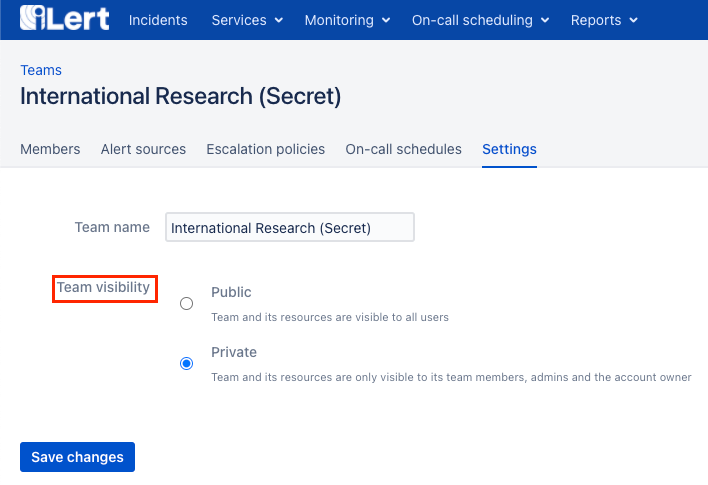 iLert Incidents Services Monitoring On-call scheduling Reports
Teams
International Research (Secret)
Members Alert sources Escalation policies On-call schedules Settings
Team name International Research (Secret)
Team visibility
Public
Team and its resources are visible to all users
Private
Team and its resources are only visible to its team members, admins and the account owner
Save changes